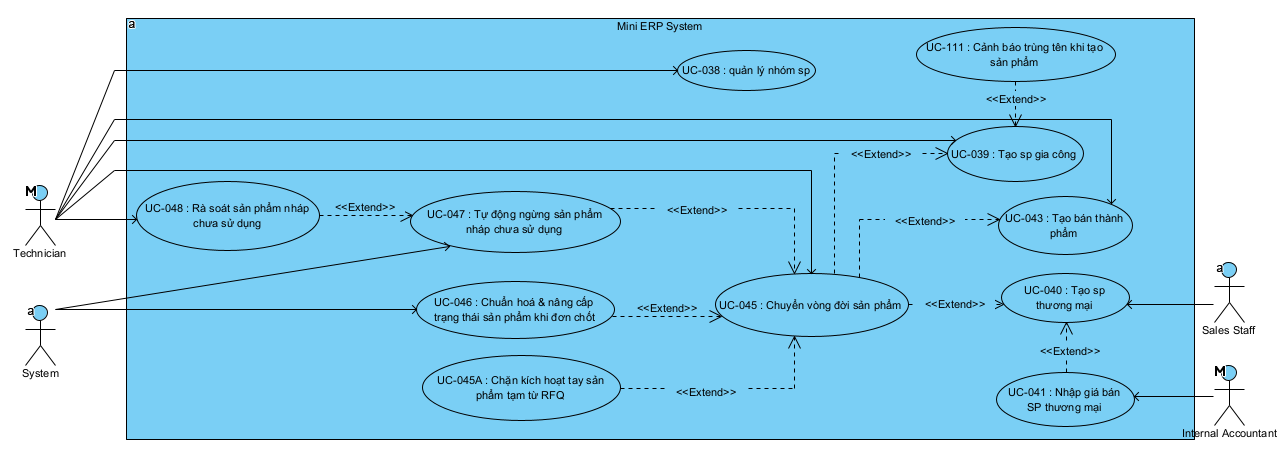 a
Mini ERP System
UC-111 : Cảnh báo trùng tên khi tạo
sản phẩm
UC-038 : quản lý nhóm sp
<<Extend>>
<<Extend>>
UC-039 : Tạo sp gia công
M
Technician
UC-048 : Rà soát sản phẩm nháp
chưa sử dụng
<<Extend>>
UC-047 : Tự động ngừng sản phẩm
nháp chưa sử dụng
<<Extend>>
<<Extend>>
UC-043 : Tạo bán thành
phẩm
a
System
UC-046 : Chuẩn hoá & nâng cấp
trạng thái sản phẩm khi đơn chốt
<<Extend>>
UC-045 : Chuyển vòng đời sản phẩm
<<Extend>>
UC-040 : Tạo sp
thương mại
a
Sales Staff
<<Extend>>
UC-045A : Chặn kích hoạt tay sản
phẩm tạm từ RFQ
<<Extend>>
UC-041 : Nhập giá bán
SP thương mại
M
Internal Accountant